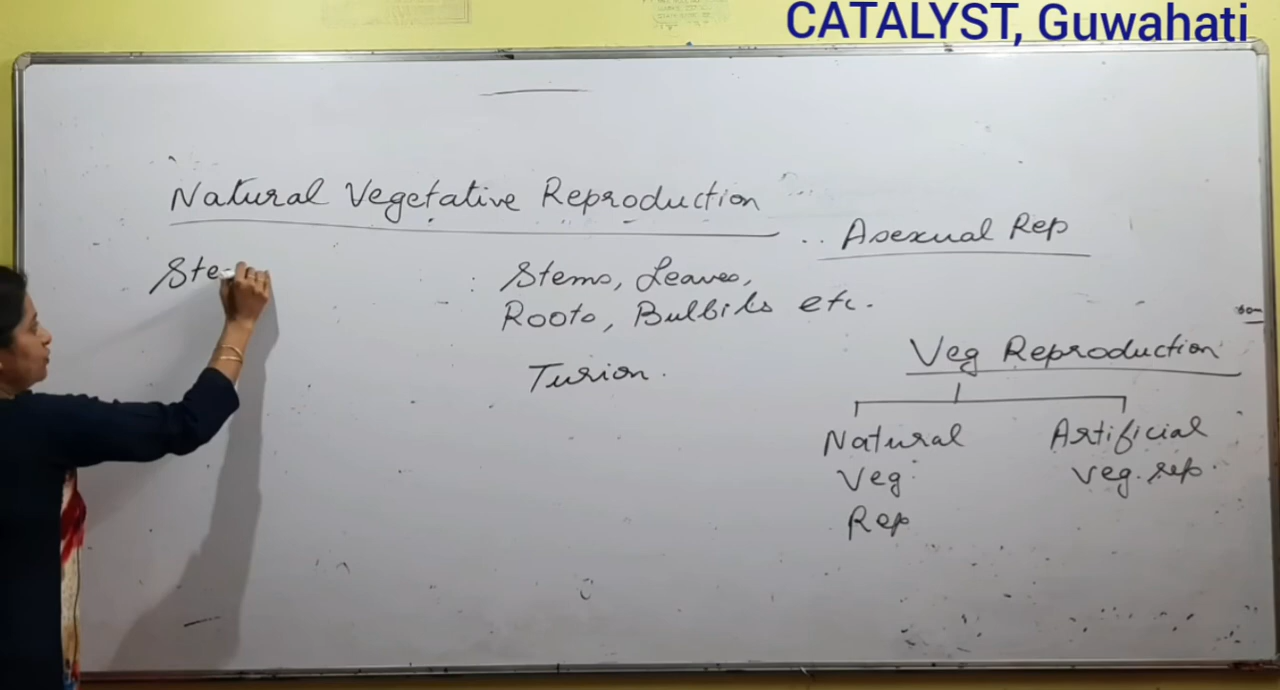 CATALYST, Guwahati
Natural Vegetative Reproduction
Asexual Rep
Ste
: Stems, Leaves,
Roots, Bulbils etc.
Turion.
Veg Reproduction
Natural
Veg.
Rep
Artificial
veg. rep.